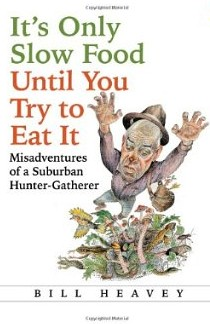 It's Only
Slow Food
Until You
Try to
Eat It
Misadventures
of a Suburban
Hunter-Gatherer
BILL HEAVEY